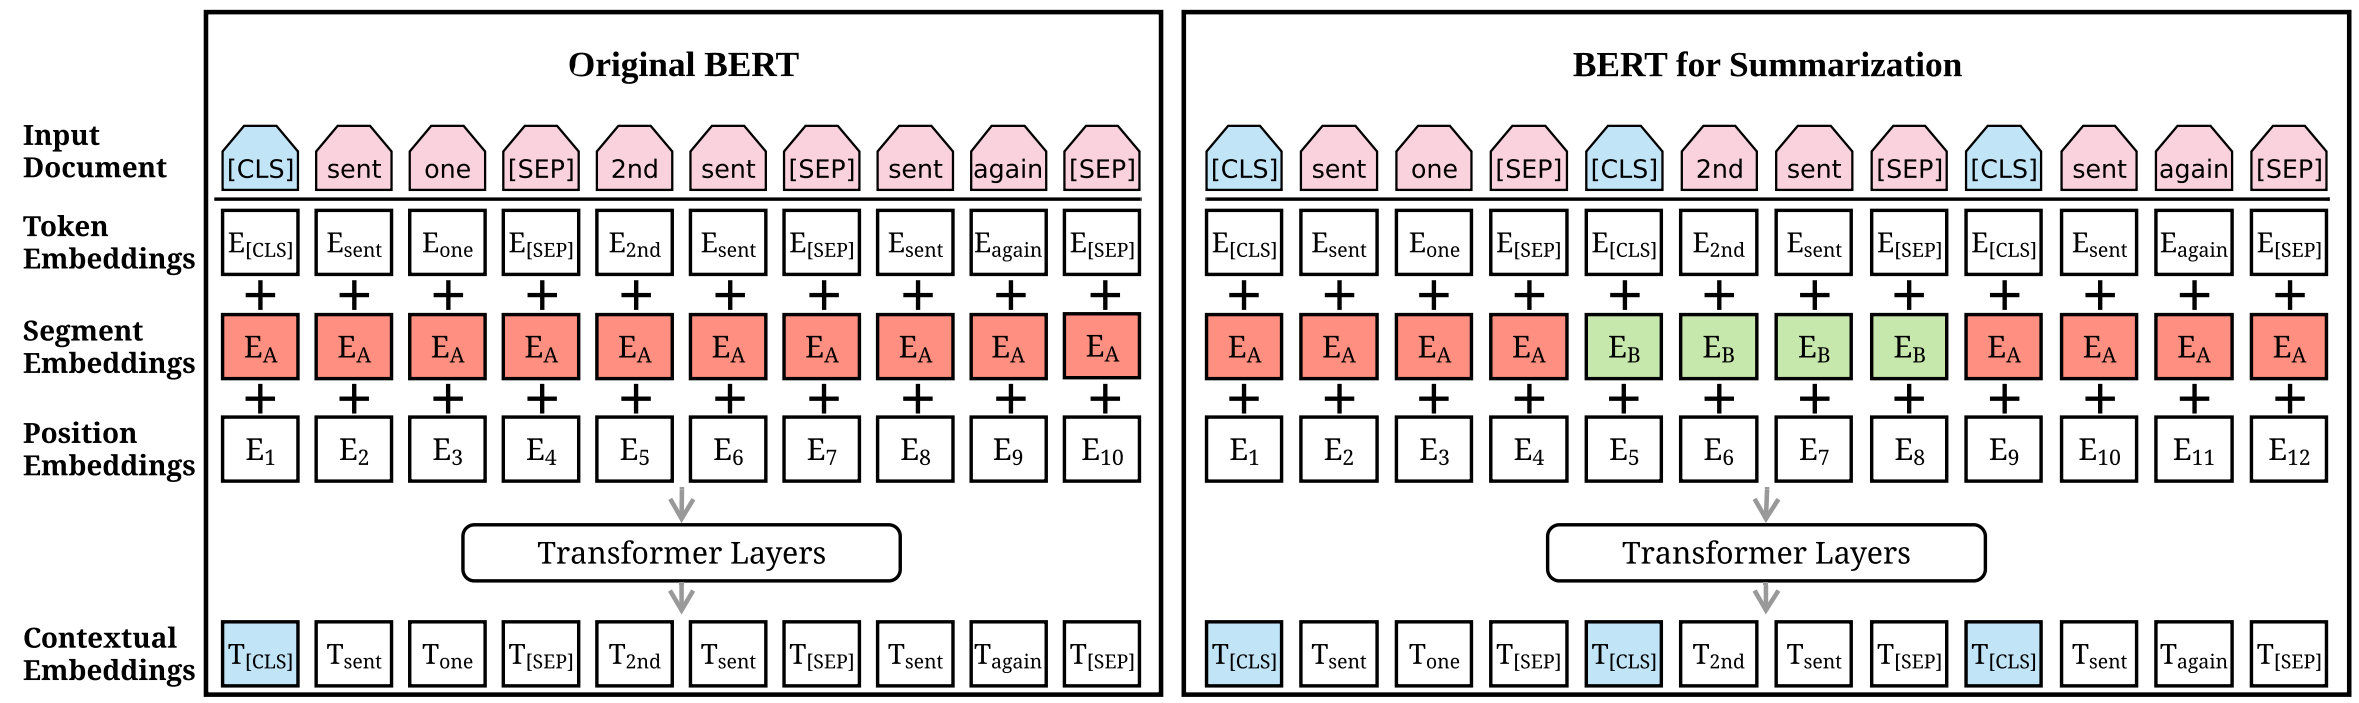 Original BERT
BERT for Summarization
Input
Document
[CLS] sent one [SEP] 2nd sent [SEP] sent again [SEP]
[CLS] sent one [SEP] [CLS] 2nd sent [SEP] [CLS] sent again [SEP]
Token
Embeddings
E[CLS] Esent Eone E[SEP] E2nd Esent E[SEP] Esent Eagain E[SEP]
E[CLS] Esent Eone E[SEP] E[CLS] E2nd Esent E[SEP] E[CLS] Esent Eagain E[SEP]
+ + + + + + + + + +
+ + + + + + + + + + + +
Segment
Embeddings
EA EA EA EA EA EA EA EA EA EA
EA EA EA EA EB EB EB EB EA EA EA EA
+ + + + + + + + + +
+ + + + + + + + + + + +
Position
Embeddings
E1 E2 E3 E4 E5 E6 E7 E8 E9 E10
E1 E2 E3 E4 E5 E6 E7 E8 E9 E10 E11 E12
Transformer Layers
Transformer Layers
Contextual
Embeddings
T[CLS] Tsent Tone T[SEP] T2nd Tsent T[SEP] Tsent Tagain T[SEP]
T[CLS] Tsent Tone T[SEP] T[CLS] T2nd Tsent T[SEP] T[CLS] Tsent Tagain T[SEP]